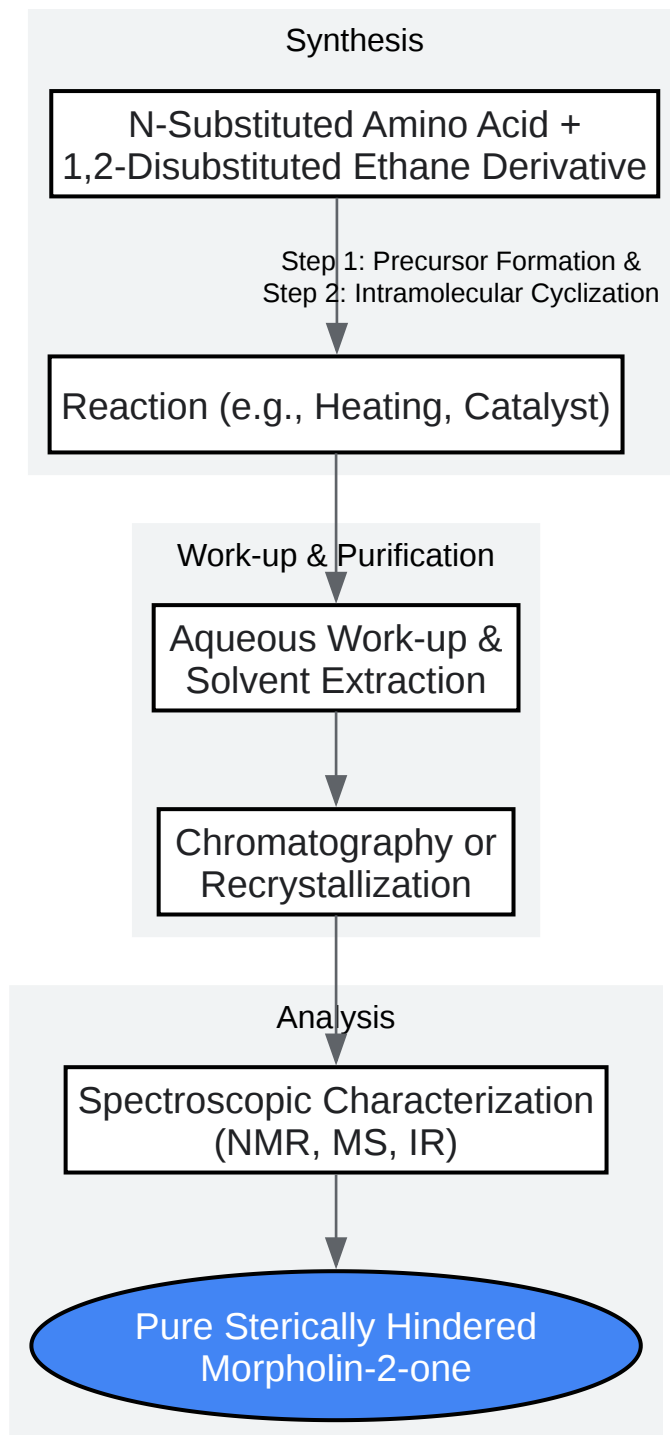 Synthesis
N-Substituted Amino Acid +
1,2-Disubstituted Ethane Derivative
Step 1: Precursor Formation &
Step 2: Intramolecular Cyclization
Reaction (e.g., Heating, Catalyst)
Work-up & Purification
Aqueous Work-up &
Solvent Extraction
Chromatography or
Recrystallization
Analysis
Spectroscopic Characterization
(NMR, MS, IR)
Pure Sterically Hindered
Morpholin-2-one